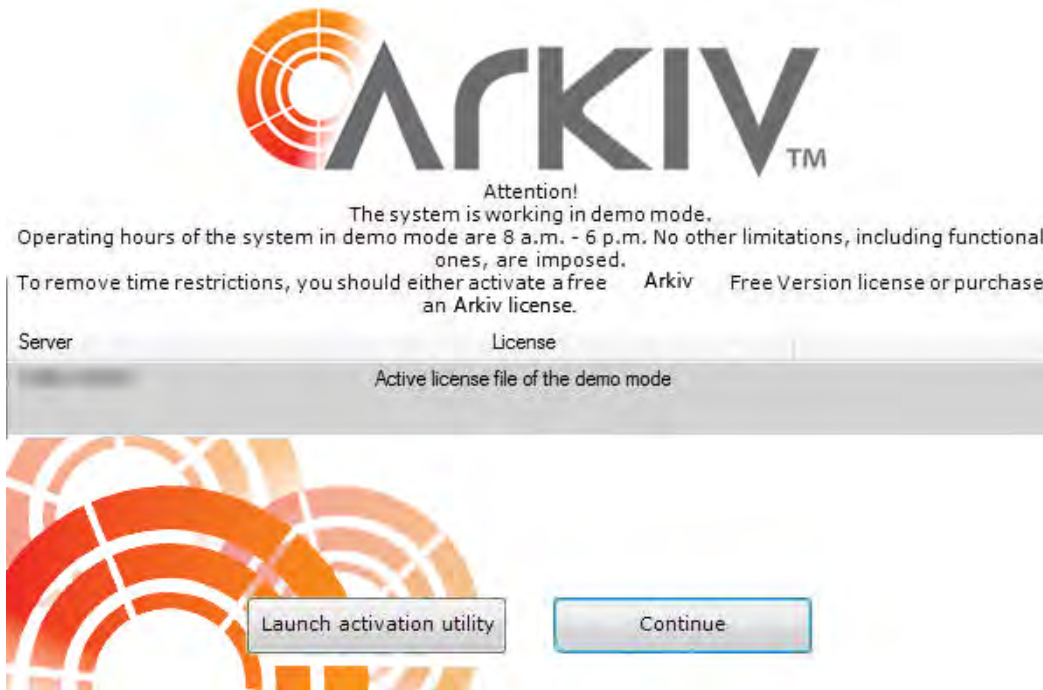 ArKIV TM
Attention!
The system is working in demo mode.
Operating hours of the system in demo mode are 8 a.m. - 6 p.m. No other limitations, including functional
ones, are imposed.
To remove time restrictions, you should either activate a free Arkiv Free Version license or purchase
an Arkiv license.
Server License
Active license file of the demo mode
Launch activation utility Continue